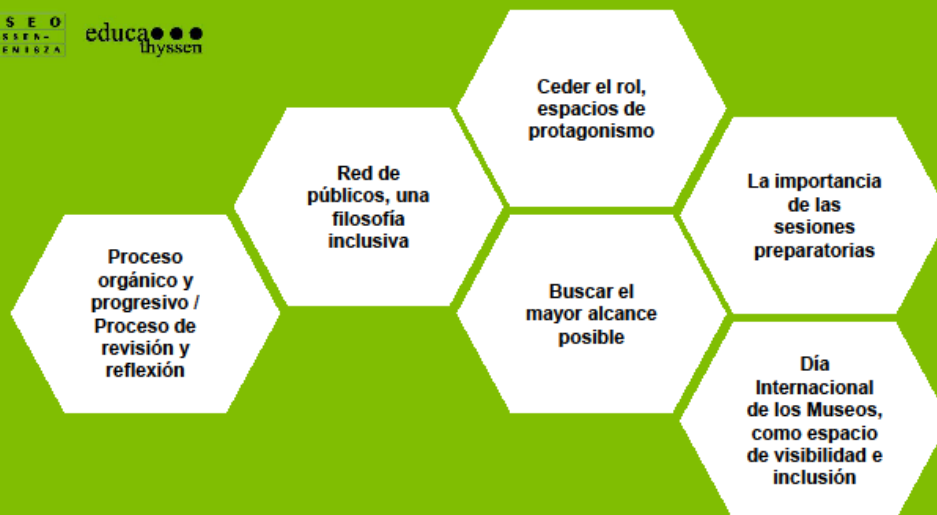 S E O
SSEN-
ENISZA
educa
thyssen
Ceder el rol,
espacios de
protagonismo
Red de
públicos, una
filosofía
inclusiva
La importancia
de las
sesiones
preparatorias
Proceso
orgánico y
progresivo /
Proceso de
revisión y
reflexión
Buscar el
mayor alcance
posible
Día
Internacional
de los Museos,
como espacio
de visibilidad e
inclusión